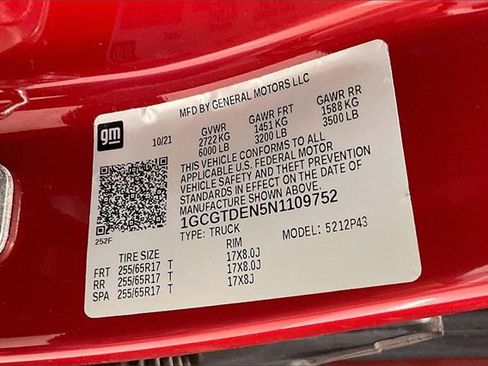 MFD BY GENERAL MOTORS LLC
gm
10/21
GVWR GAWR FRT GAWR RR
2722 KG 1451 KG 1588 KG
6000 LB 3200 LB 3500 LB
THIS VEHICLE CONFORMS TO ALL
APPLICABLE U.S. FEDERAL MOTOR
VEHICLE SAFETY AND THEFT PREVENTION
STANDARDS IN EFFECT ON THE DATE OF
MANUFACTURE SHOWN ABOVE.
1GCGTDEN5N1109752
252F
TYPE: TRUCK MODEL: 5212P43
TIRE SIZE RIM
FRT 255/65R17 T 17X8.0J
RR 255/65R17 T 17X8.0J
SPA 255/65R17 T 17X8J